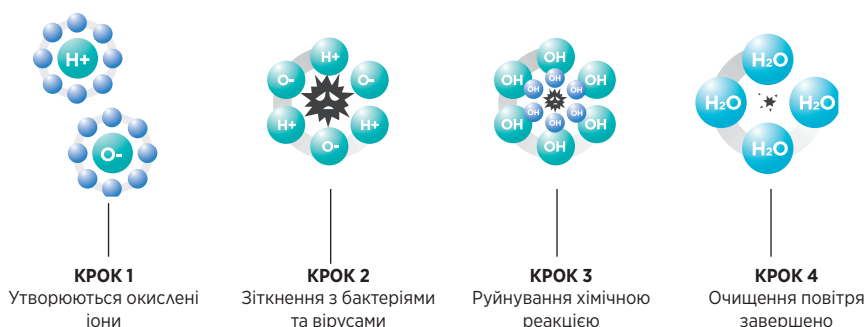 H+
O-
H+
O-
O-
H+
H+
O-
OH
OH
OH
OH
OH
OH
OH
OH
OH
OH
OH
OH
H₂O
H₂O
H₂O
H₂O
КРОК 1
Утворюються окислені
іони
КРОК 2
Зіткнення з бактеріями
та вірусами
КРОК 3
Руйнування хімічною
реакцією
КРОК 4
Очищення повітря
завершено